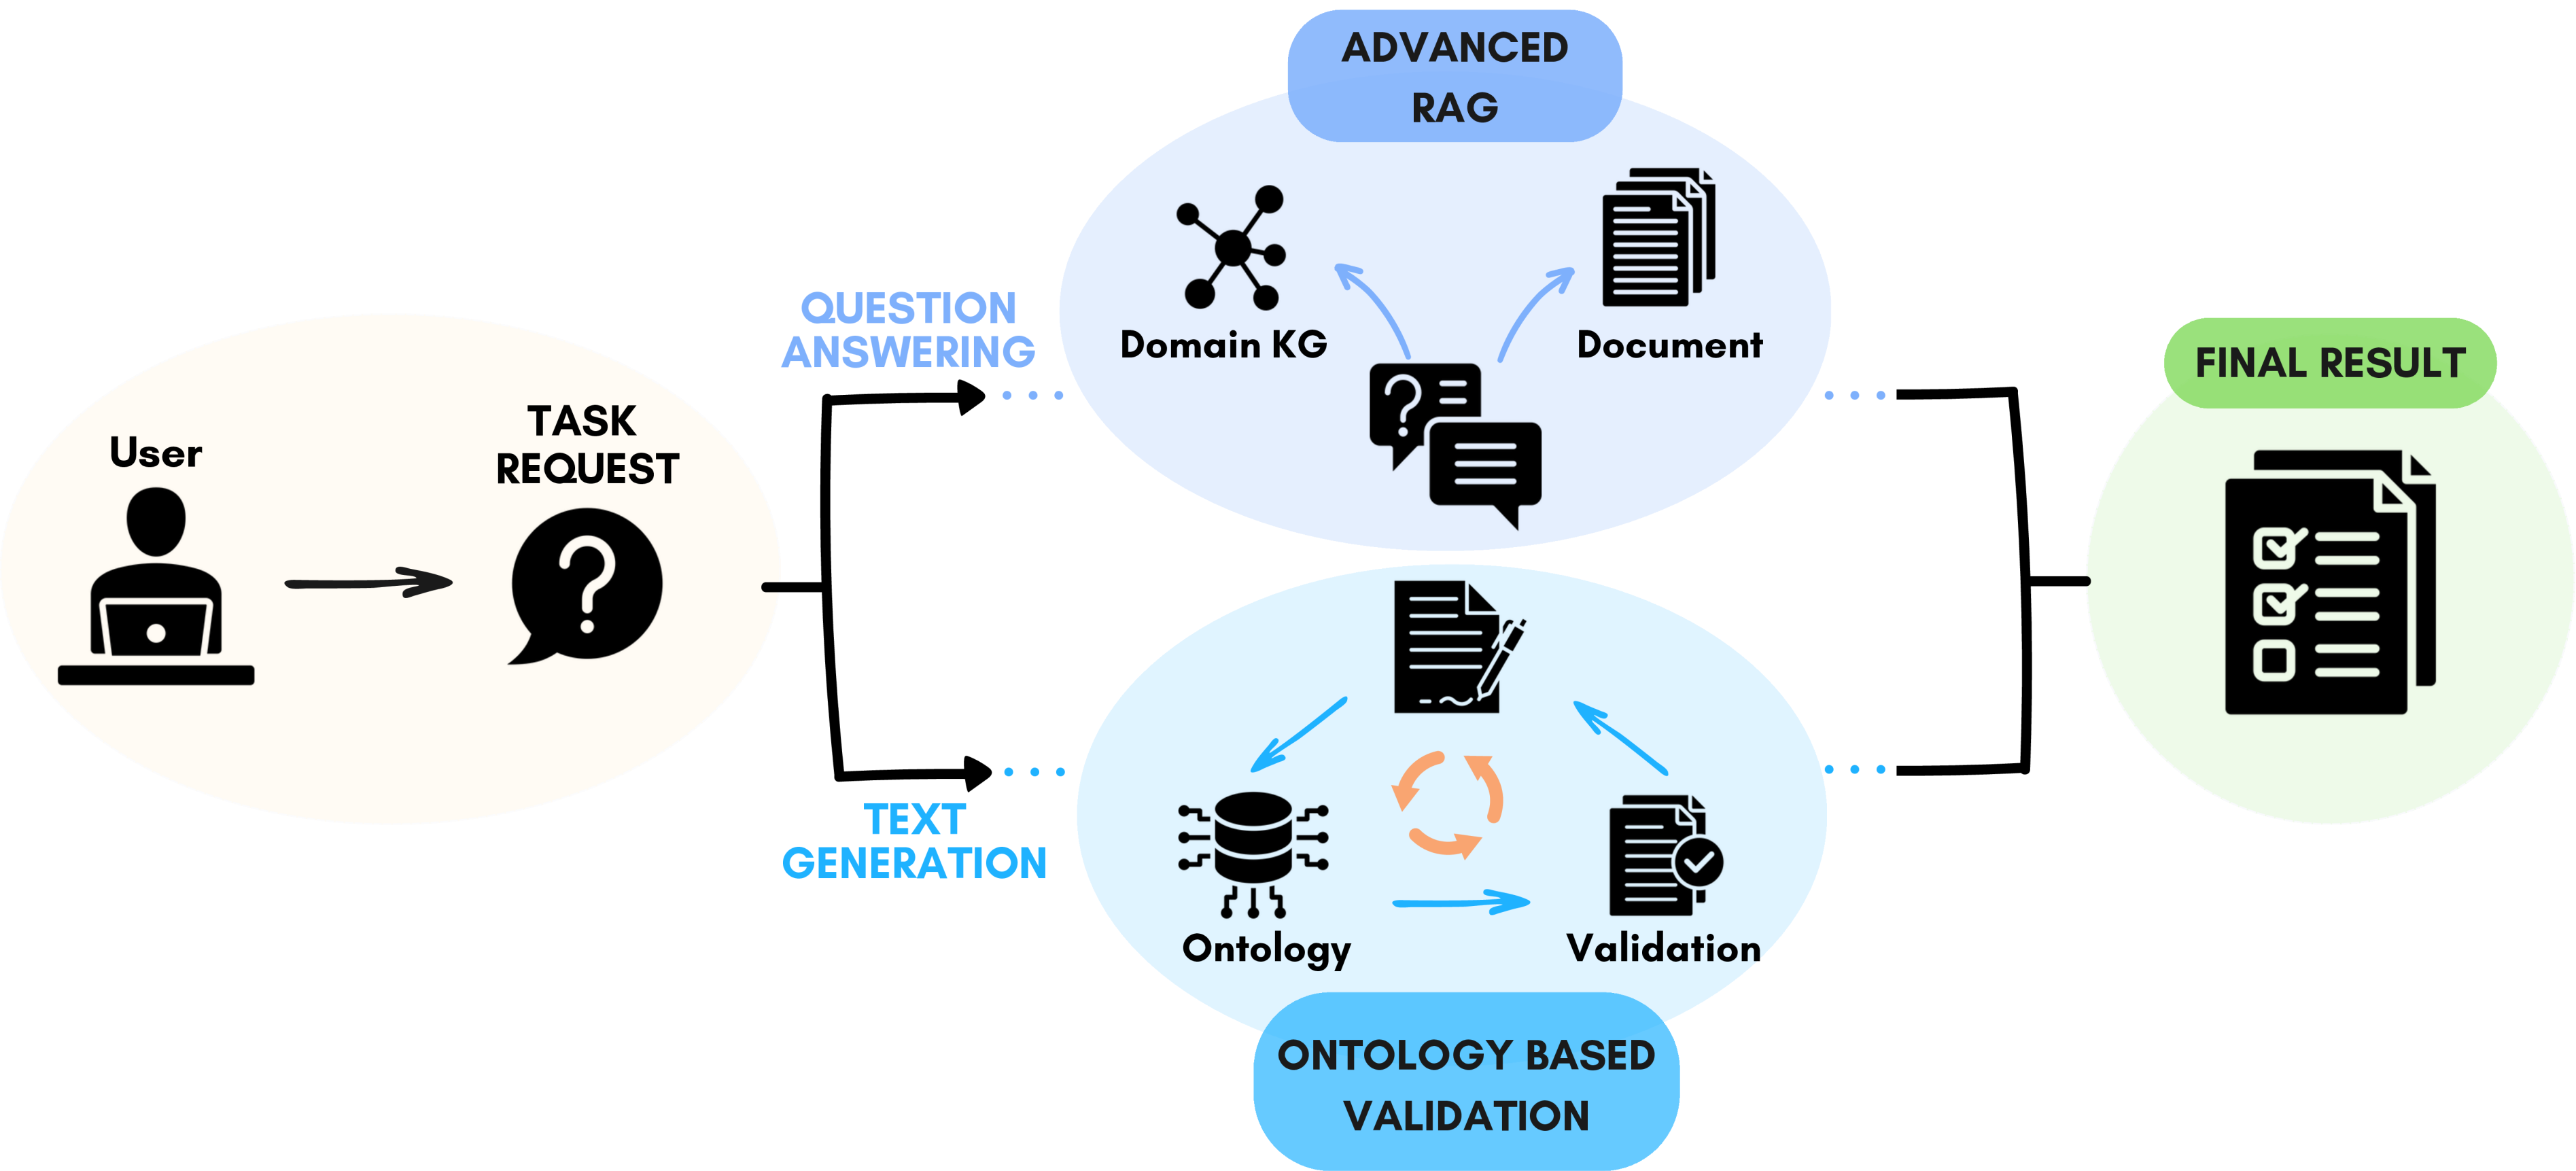 User
TASK
REQUEST
QUESTION
ANSWERING
TEXT
GENERATION
ADVANCED
RAG
Domain KG
Document
Ontology
Validation
ONTOLOGY BASED
VALIDATION
FINAL RESULT